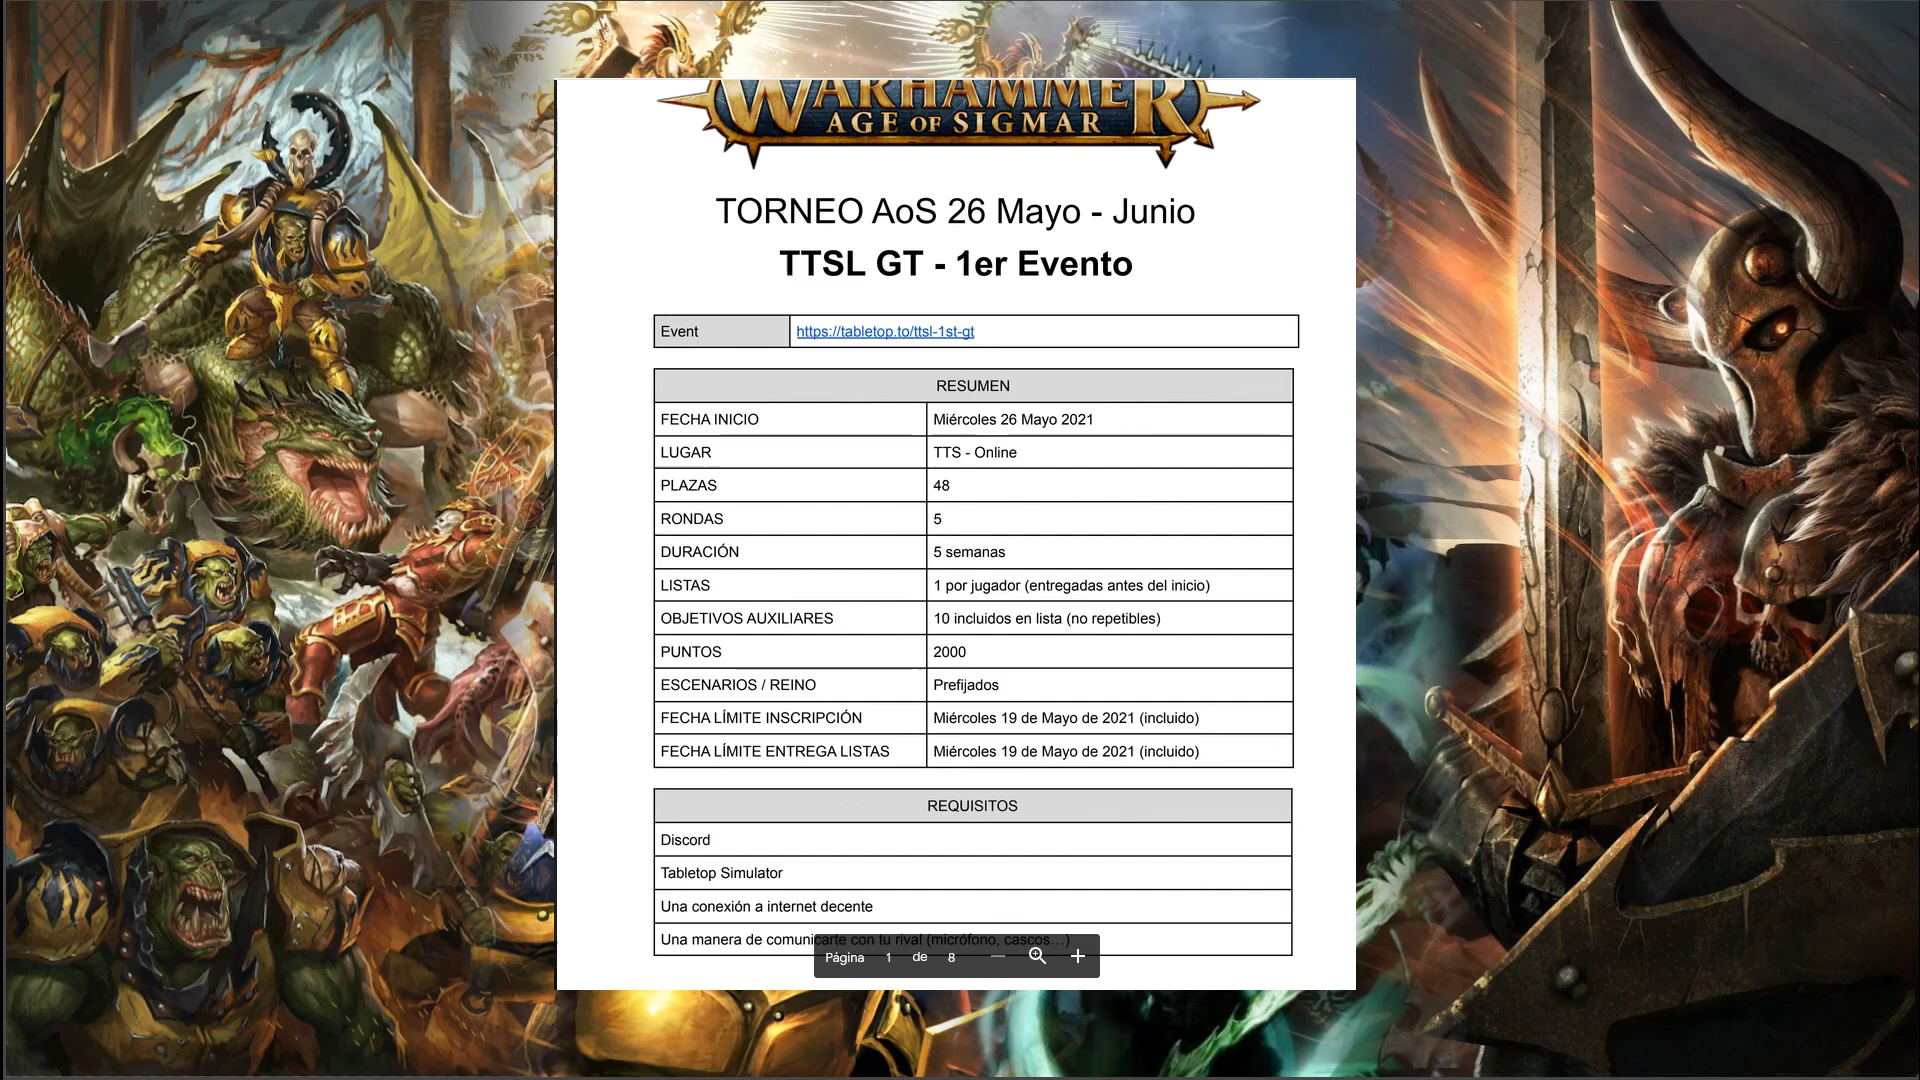 WARHAMMER
AGE OF SIGMAR
TORNEO AoS 26 Mayo - Junio
TTSL GT - 1er Evento
Event https://tabletop.to/ttsl-1st-gt
RESUMEN
FECHA INICIO Miércoles 26 Mayo 2021
LUGAR TTS - Online
PLAZAS 48
RONDAS 5
DURACIÓN 5 semanas
LISTAS 1 por jugador (entregadas antes del inicio)
OBJETIVOS AUXILIARES 10 incluidos en lista (no repetibles)
PUNTOS 2000
ESCENARIOS / REINO Prefijados
FECHA LÍMITE INSCRIPCIÓN Miércoles 19 de Mayo de 2021 (incluido)
FECHA LÍMITE ENTREGA LISTAS Miércoles 19 de Mayo de 2021 (incluido)
REQUISITOS
Discord
Tabletop Simulator
Una conexión a internet decente
Una manera de comunicarte con tu rival (micrófono, cascos…)
Página 1 de 8